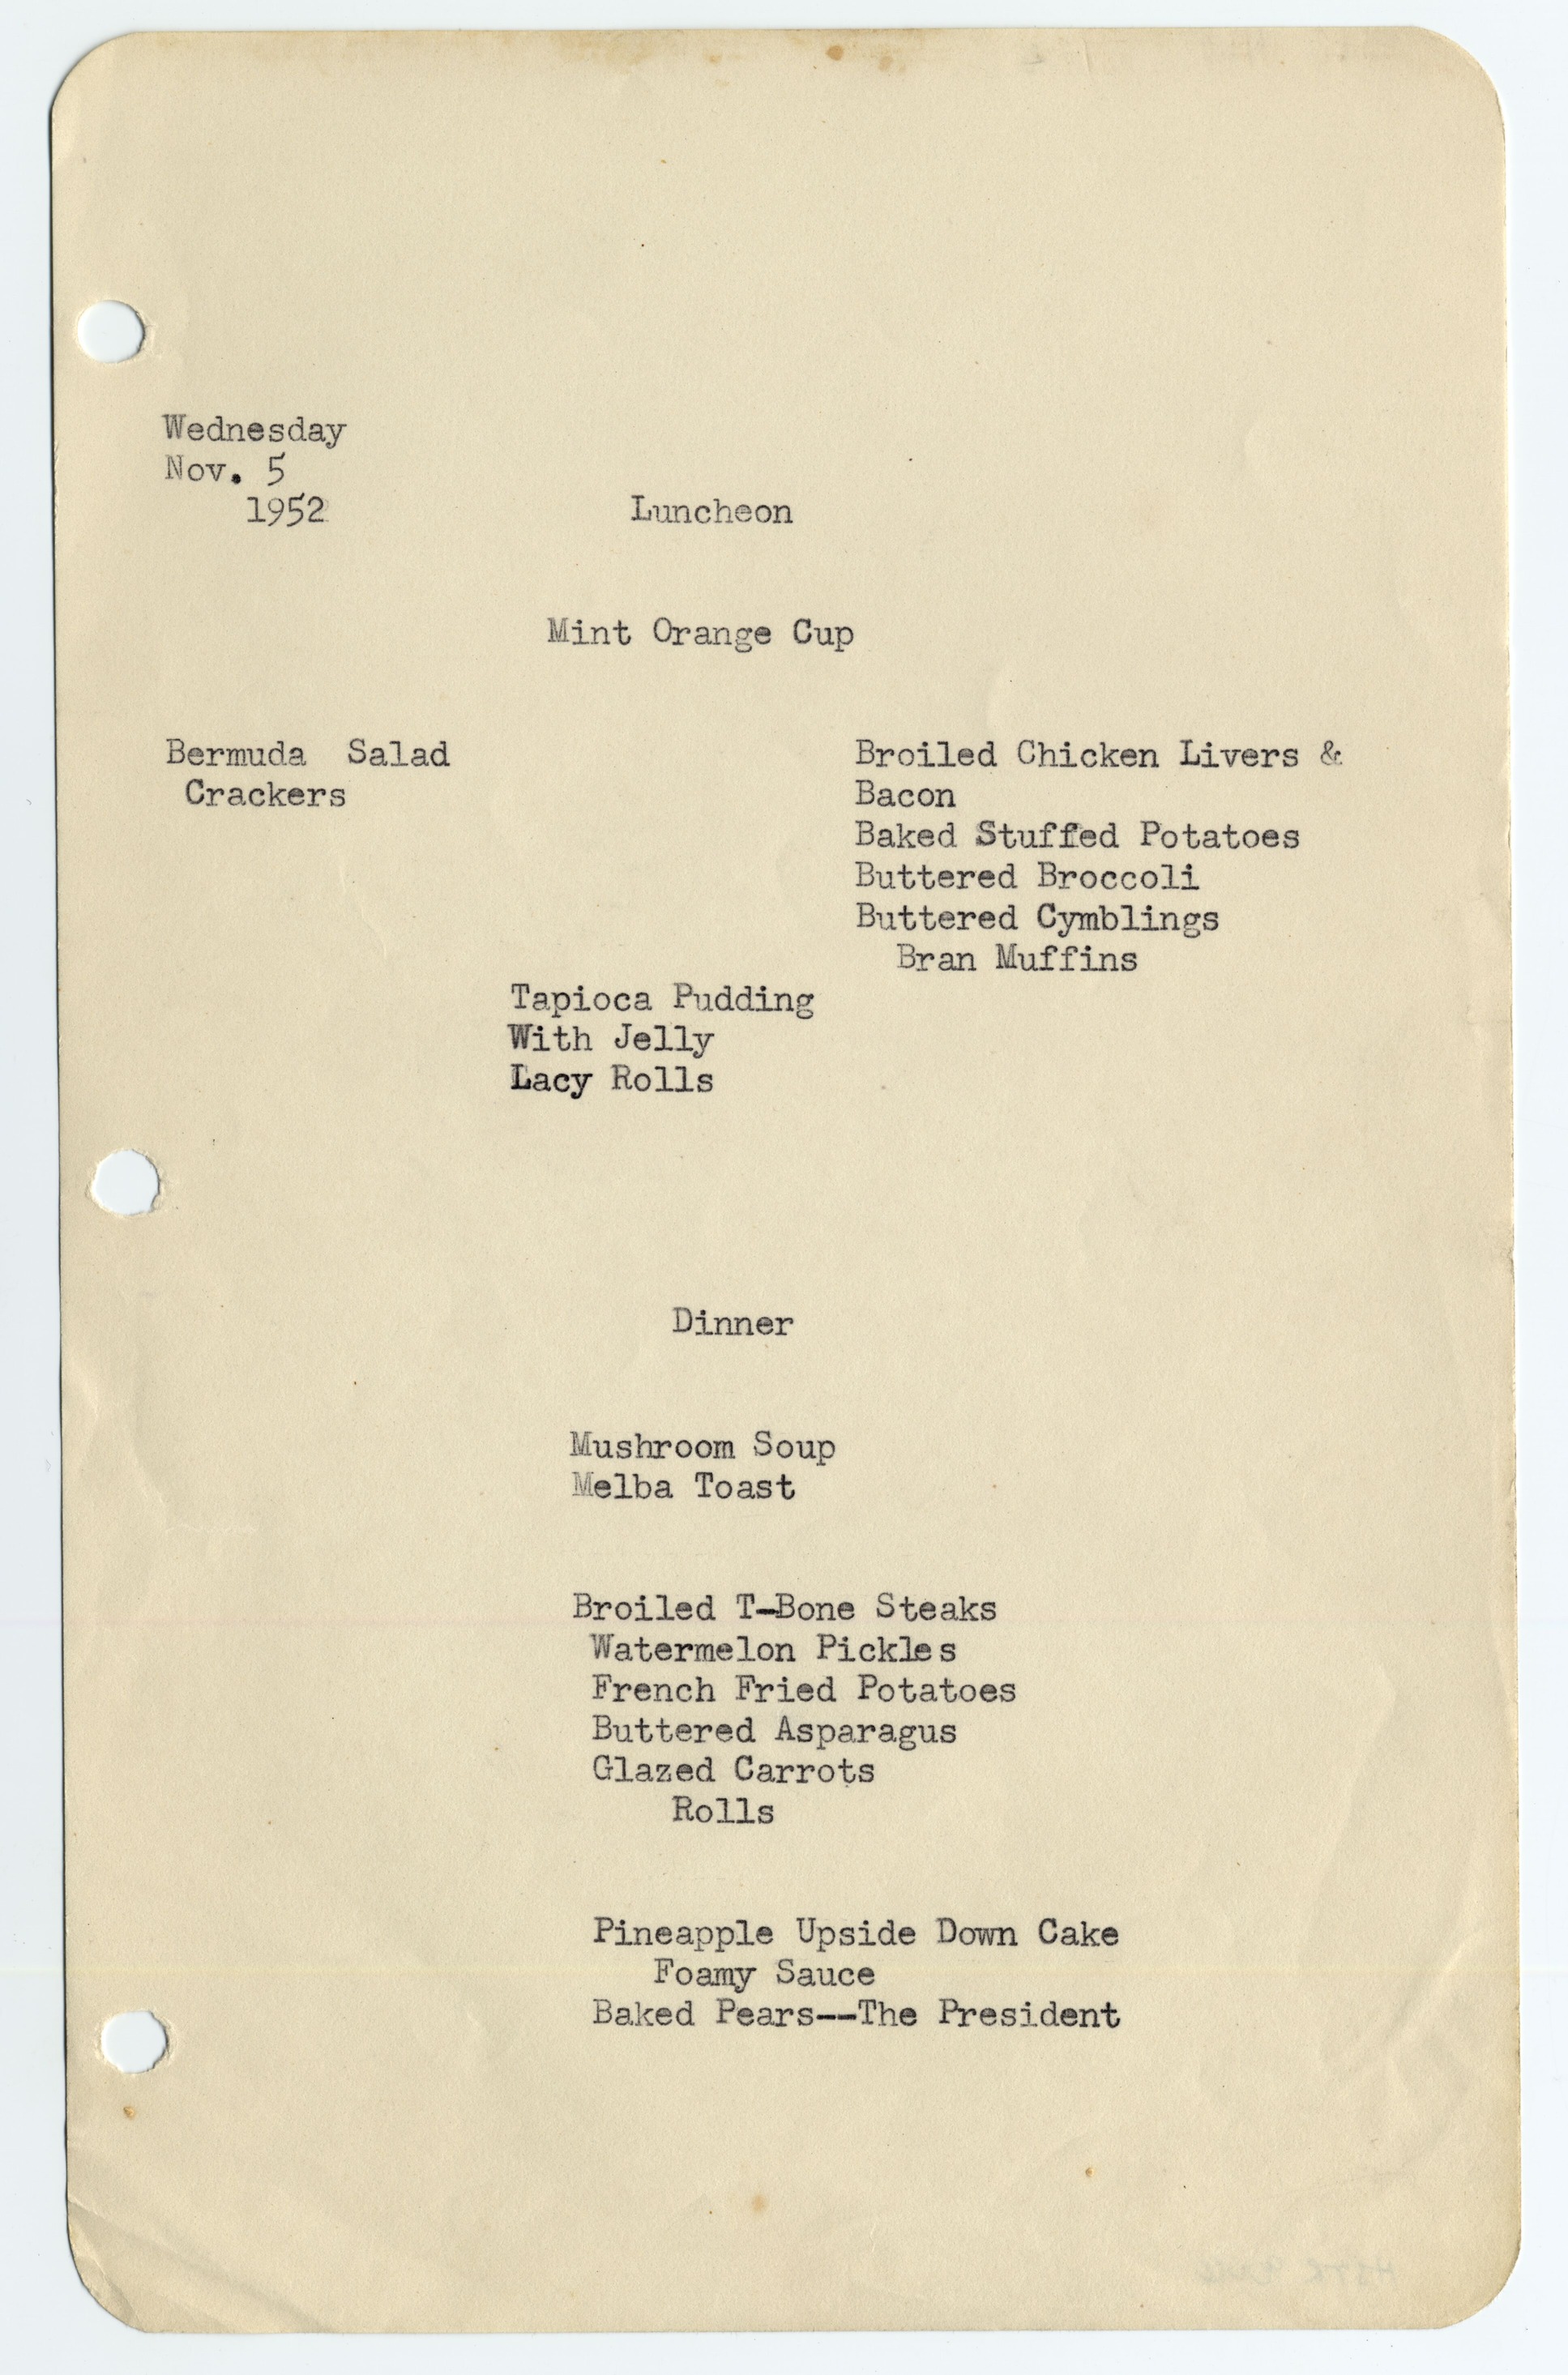 Wednesday
Nov. 5
1952
Luncheon
Mint Orange Cup
Bermuda Salad
Crackers
Broiled Chicken Livers &
Bacon
Baked Stuffed Potatoes
Buttered Broccoli
Buttered Cymblings
Bran Muffins
Tapioca Pudding
With Jelly
Lacy Rolls
Dinner
Mushroom Soup
Melba Toast
Broiled T-Bone Steaks
Watermelon Pickles
French Fried Potatoes
Buttered Asparagus
Glazed Carrots
Rolls
Pineapple Upside Down Cake
Foamy Sauce
Baked Pears--The President